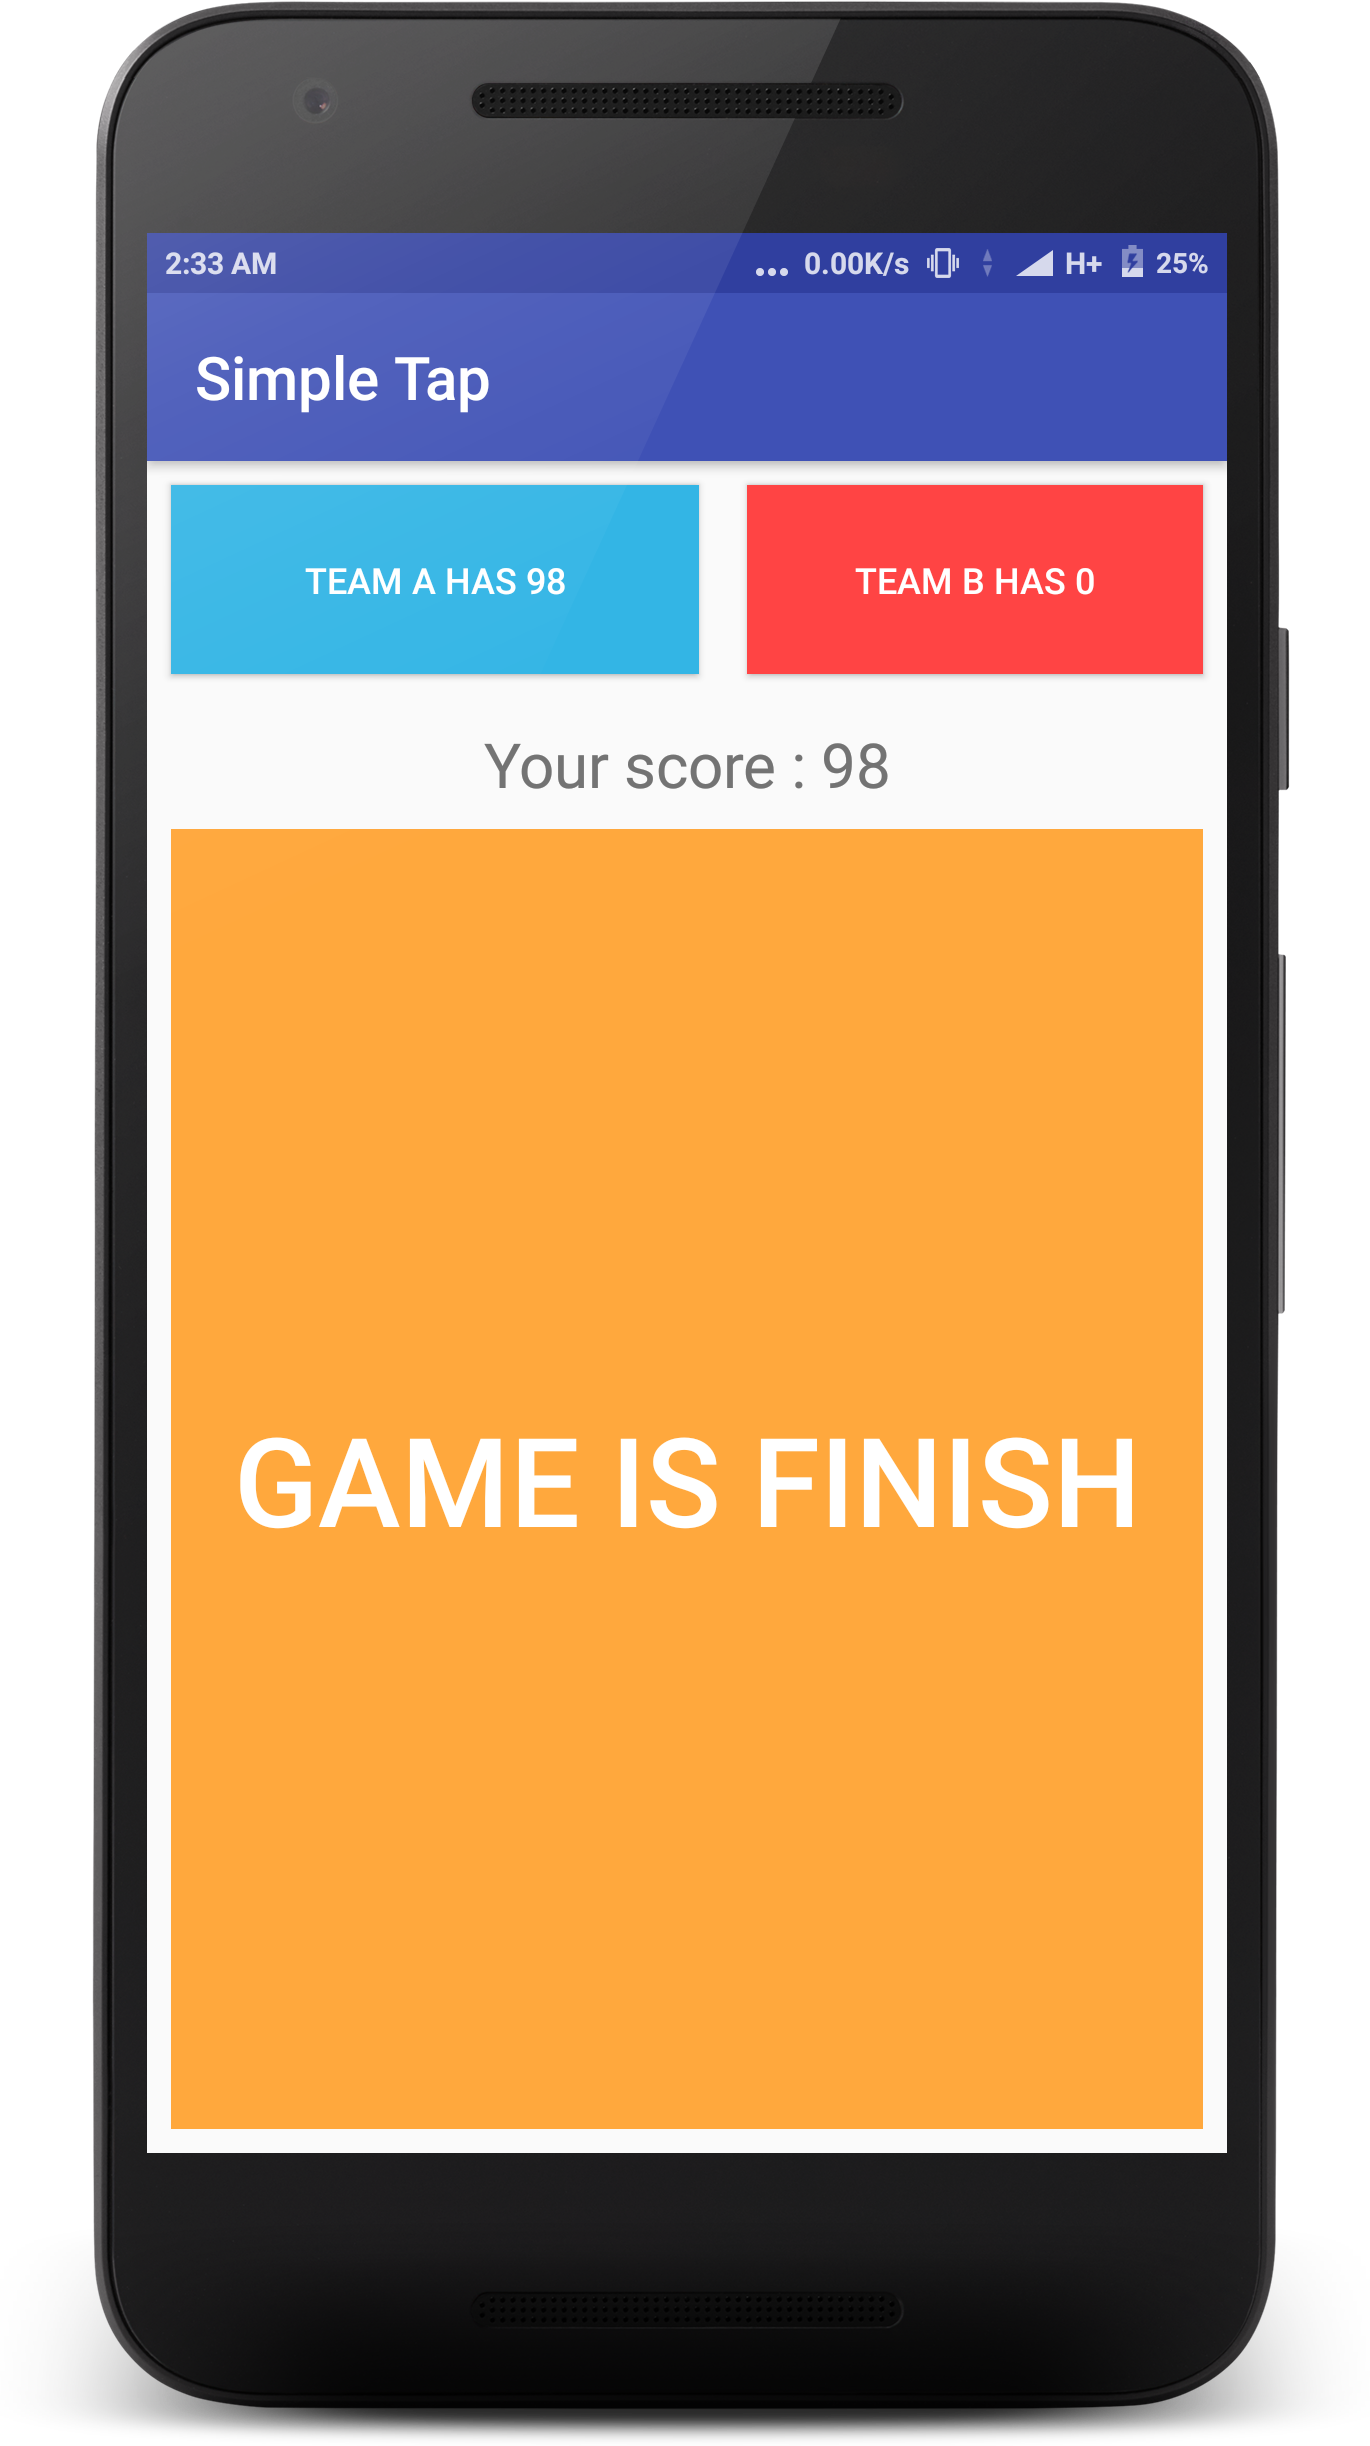 2:33 AM ... 0.00K/s H+ 25%
Simple Tap
TEAM A HAS 98 TEAM B HAS 0
Your score : 98
GAME IS FINISH